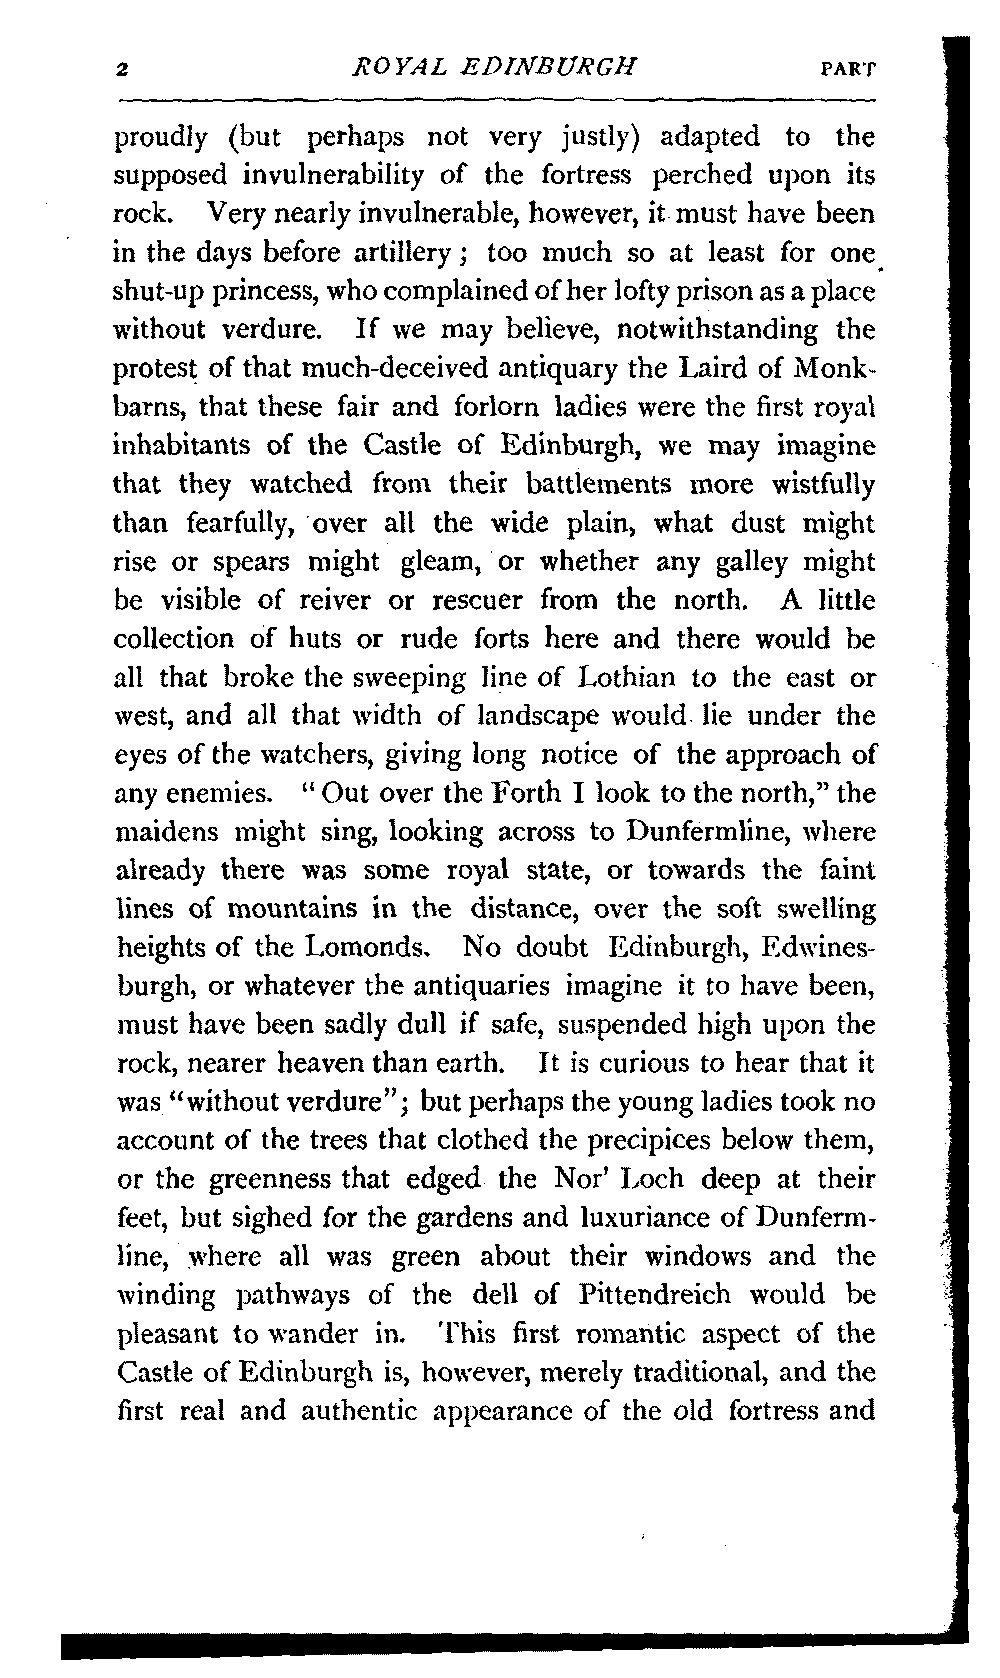 2 ROYAL EDINBURGH PART
proudly (but perhaps not very justly) adapted to the
supposed invulnerability of the fortress perched upon its
rock. Very nearly invulnerable, however, it must have been
in the days before artillery; too much so at least for one
shut-up princess, who complained of her lofty prison as a place
without verdure. If we may believe, notwithstanding the
protest of that much-deceived antiquary the Laird of Monk-
barns, that these fair and forlorn ladies were the first royal
inhabitants of the Castle of Edinburgh, we may imagine
that they watched from their battlements more wistfully
than fearfully, over all the wide plain, what dust might
rise or spears might gleam, or whether any galley might
be visible of reiver or rescuer from the north. A little
collection of huts or rude forts here and there would be
all that broke the sweeping line of Lothian to the east or
west, and all that width of landscape would lie under the
eyes of the watchers, giving long notice of the approach of
any enemies. "Out over the Forth I look to the north," the
maidens might sing, looking across to Dunfermline, where
already there was some royal state, or towards the faint
lines of mountains in the distance, over the soft swelling
heights of the Lomonds. No doubt Edinburgh, Edwines-
burgh, or whatever the antiquaries imagine it to have been,
must have been sadly dull if safe, suspended high upon the
rock, nearer heaven than earth. It is curious to hear that it
was "without verdure"; but perhaps the young ladies took no
account of the trees that clothed the precipices below them,
or the greenness that edged the Nor' Loch deep at their
feet, but sighed for the gardens and luxuriance of Dunferm-
line, where all was green about their windows and the
winding pathways of the dell of Pittendreich would be
pleasant to wander in. This first romantic aspect of the
Castle of Edinburgh is, however, merely traditional, and the
first real and authentic appearance of the old fortress and